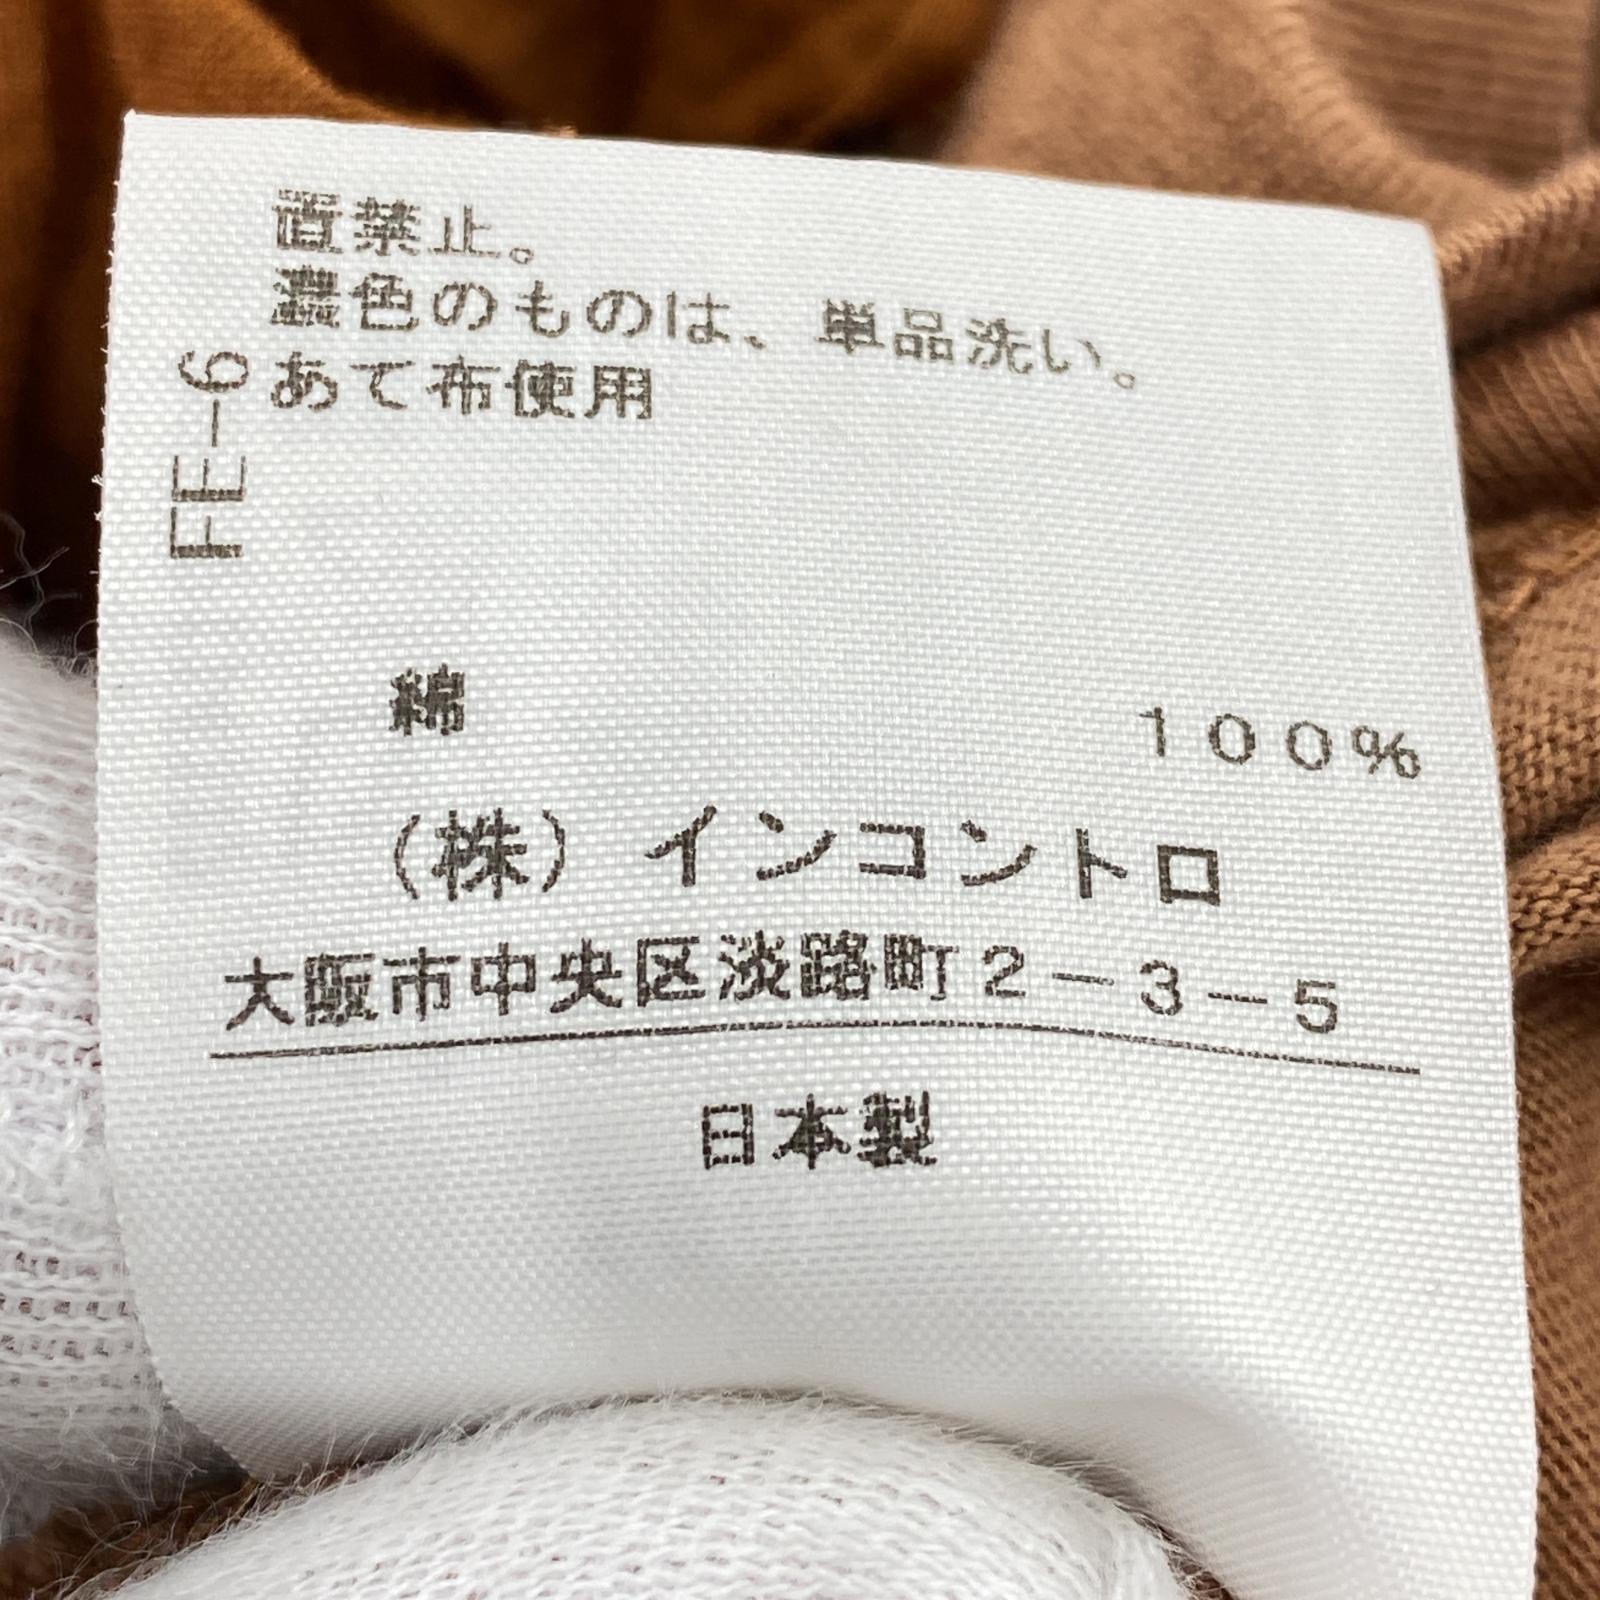 置禁止。
濃色のものは、単品洗い。
あて布使用
FE-6
綿 100%
(株) インコントロ
大阪市中央区淡路町2-3-5
日本製